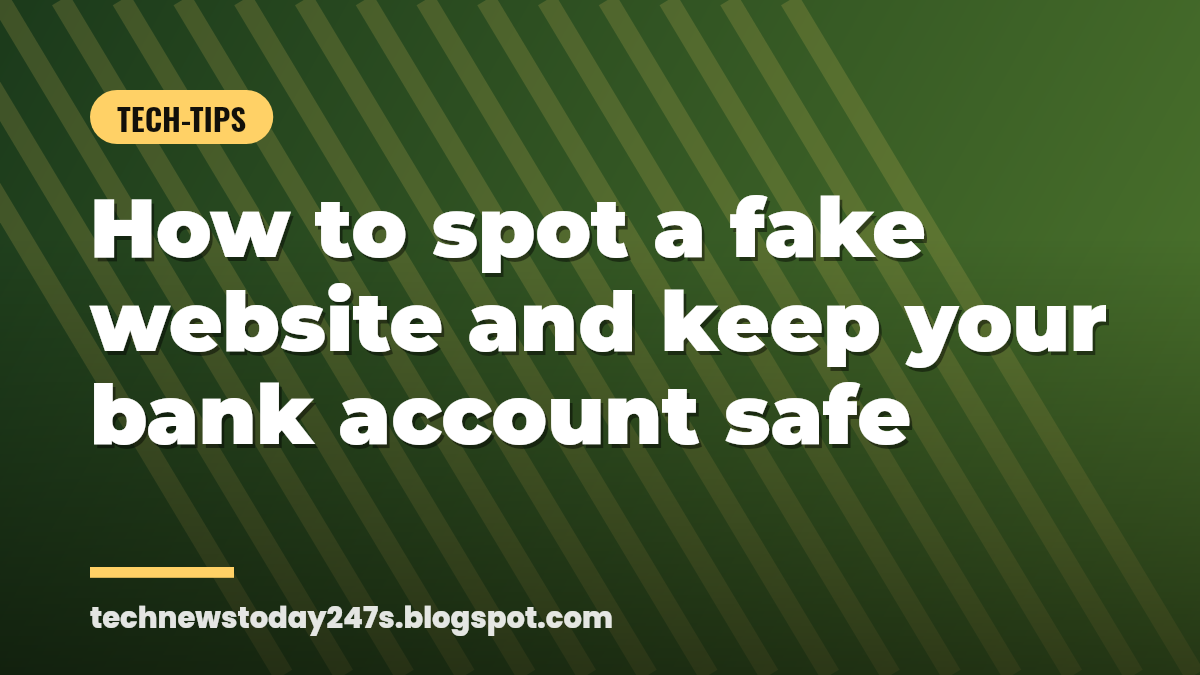 TECH-TIPS
How to spot a fake
website and keep your
bank account safe
technewstoday247s.blogspot.com